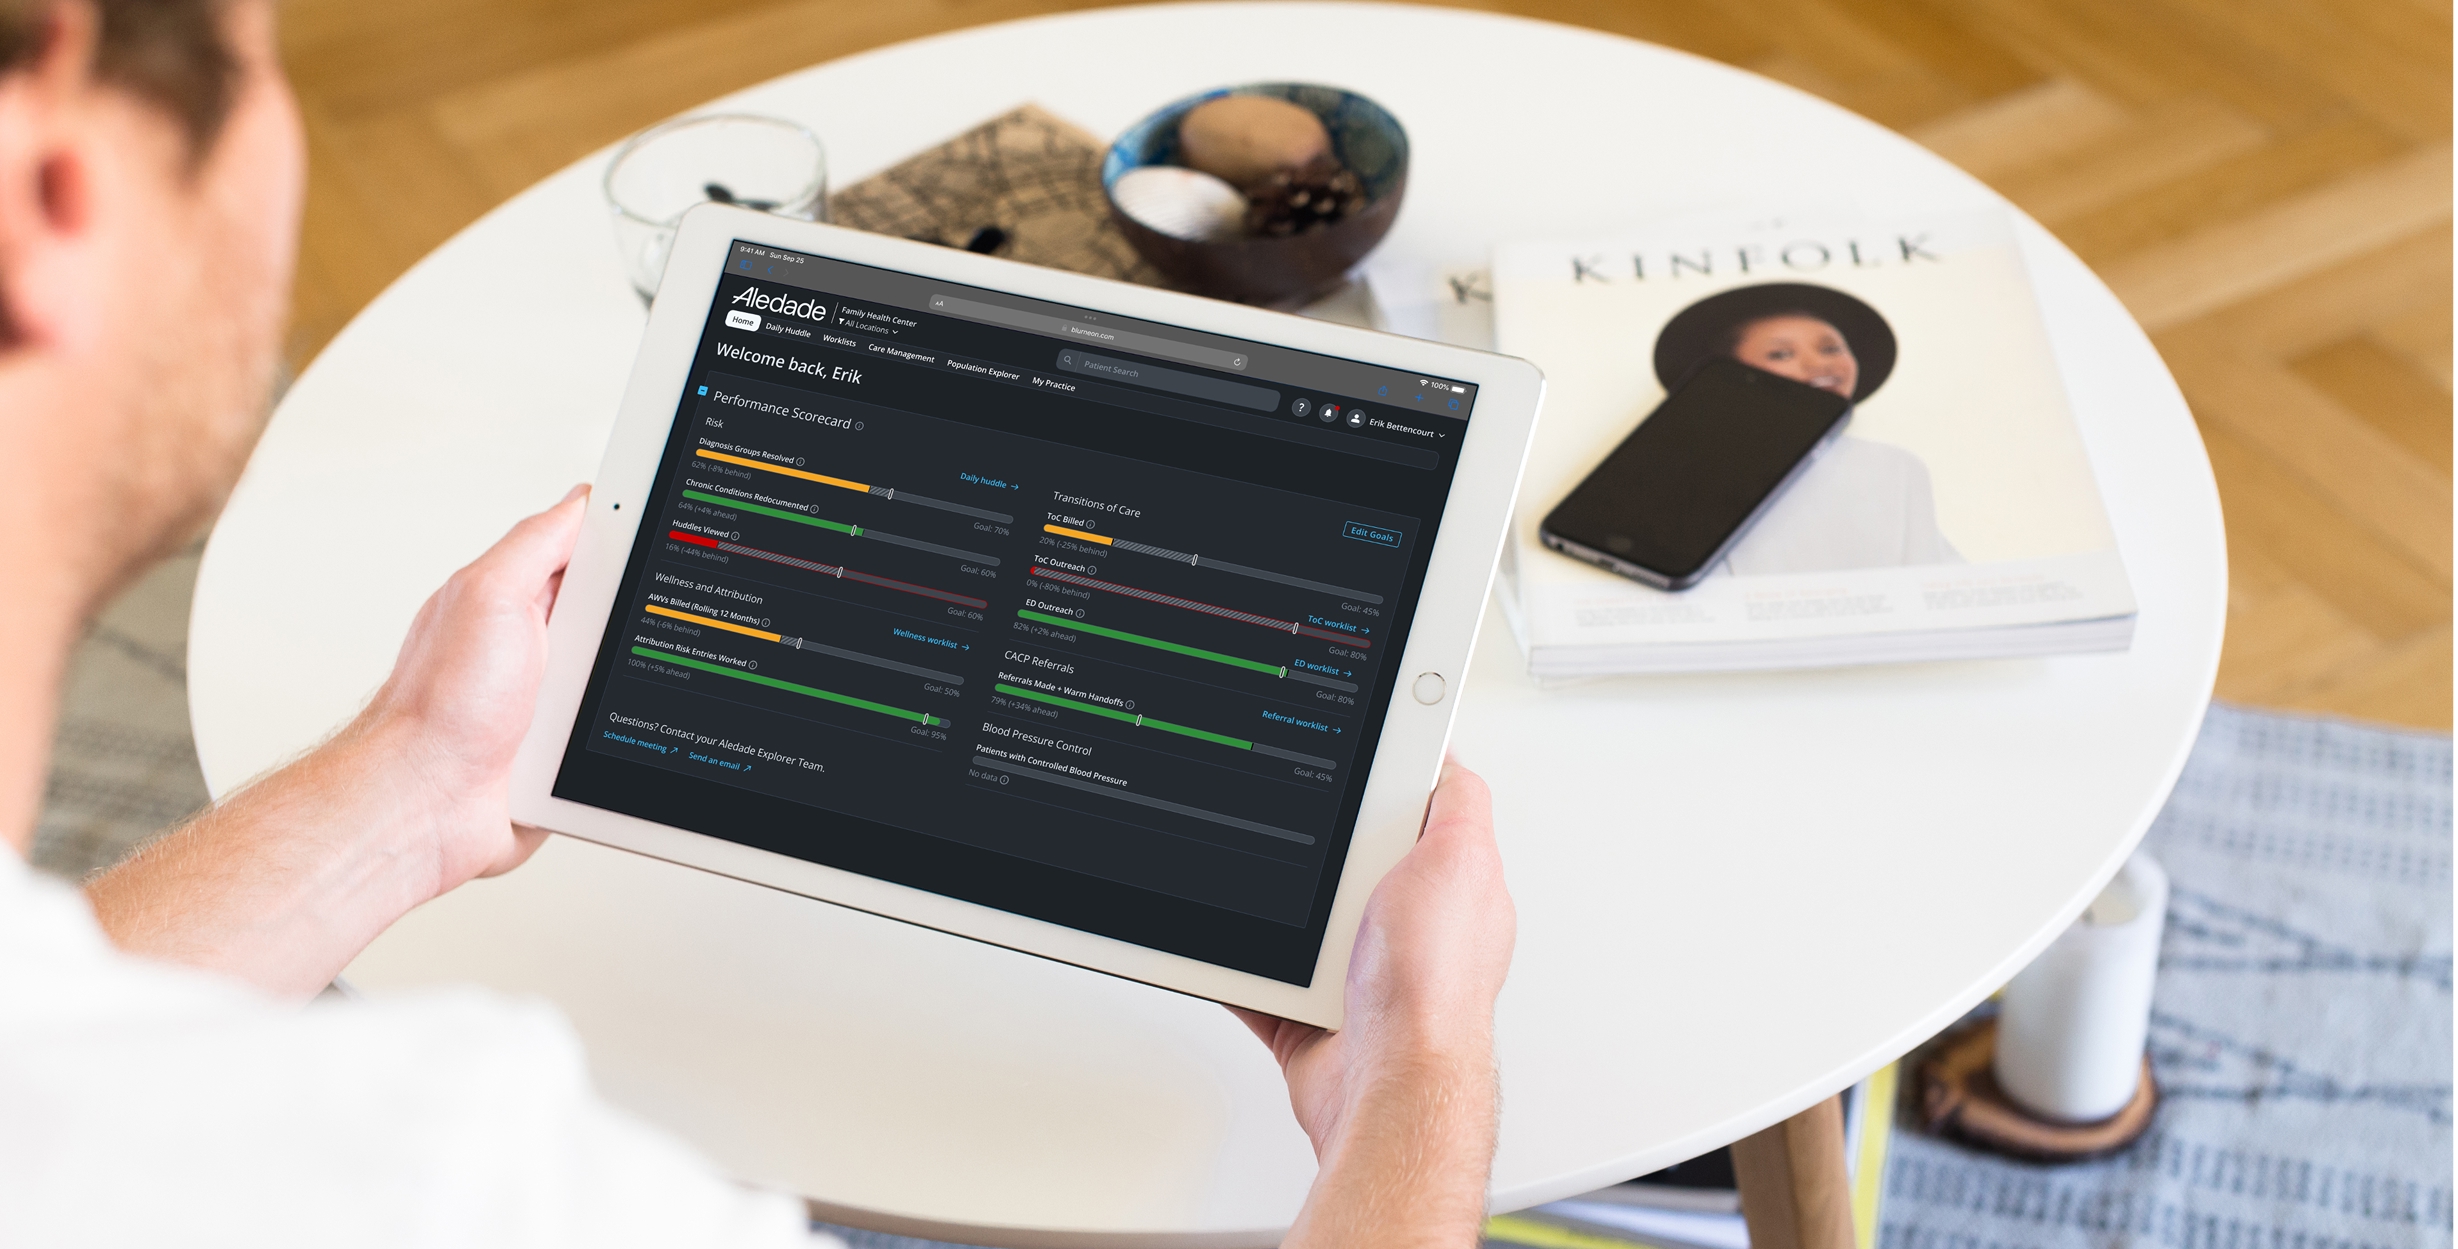 9:41 AM Sun Sep 25
100%
AA
blurneon.com
Aledade
Family Health Center
All Locations
Patient Search
?
Erik Bettencourt
Home
Daily Huddle
Worklists
Care Management
Population Explorer
My Practice
Welcome back, Erik
Performance Scorecard
Edit Goals
Risk
Daily huddle →
Diagnosis Groups Resolved
62% (-8% behind)
Goal: 70%
Chronic Conditions Redocumented
64% (+4% ahead)
Goal: 60%
Huddles Viewed
16% (-44% behind)
Goal: 60%
Wellness and Attribution
Wellness worklist →
AWVs Billed (Rolling 12 Months)
44% (-6% behind)
Goal: 50%
Attribution Risk Entries Worked
100% (+5% ahead)
Goal: 95%
Questions? Contact your Aledade Explorer Team.
Schedule meeting ↗
Send an email ↗
Transitions of Care
ToC Billed
20% (-25% behind)
Goal: 45%
ToC Outreach
ToC worklist →
0% (-80% behind)
Goal: 80%
ED Outreach
ED worklist →
82% (+2% ahead)
Goal: 80%
CACP Referrals
Referral worklist →
Referrals Made + Warm Handoffs
79% (+34% ahead)
Goal: 45%
Blood Pressure Control
Patients with Controlled Blood Pressure
No data
K
KINFOLK